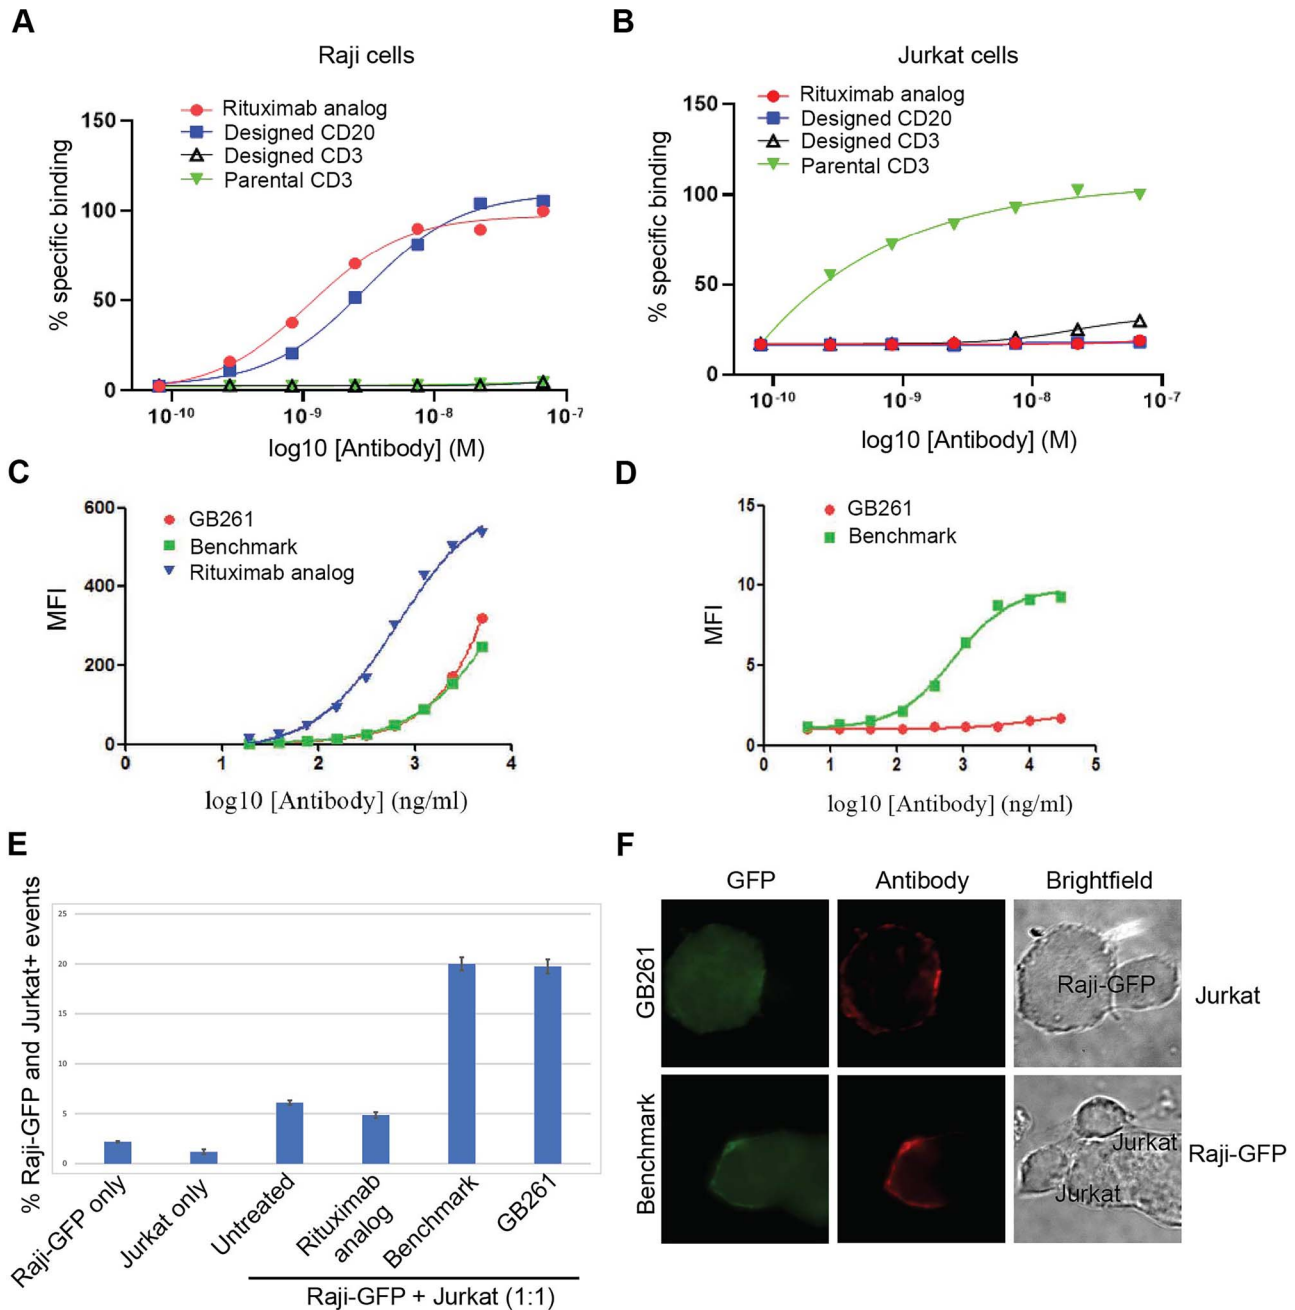 A
Raji cells
Rituximab analog
Designed CD20
Designed CD3
Parental CD3
% specific binding
150
100
50
0
10-10
10-9
10-8
10-7
log10 [Antibody] (M)
B
Jurkat cells
Rituximab analog
Designed CD20
Designed CD3
Parental CD3
% specific binding
150
100
50
0
10-10
10-9
10-8
10-7
log10 [Antibody] (M)
C
GB261
Benchmark
Rituximab analog
MFI
600
400
200
0
0
1
2
3
4
log10 [Antibody] (ng/ml)
D
GB261
Benchmark
MFI
15
10
5
0
0
1
2
3
4
5
log10 [Antibody] (ng/ml)
E
% Raji-GFP and Jurkat+ events
25
20
15
10
5
0
Raji-GFP only
Jurkat only
Untreated
Rituximab
analog
Benchmark
GB261
Raji-GFP + Jurkat (1:1)
F
GFP
Antibody
Brightfield
GB261
Raji-GFP
Jurkat
Benchmark
Jurkat
Raji-GFP
Jurkat